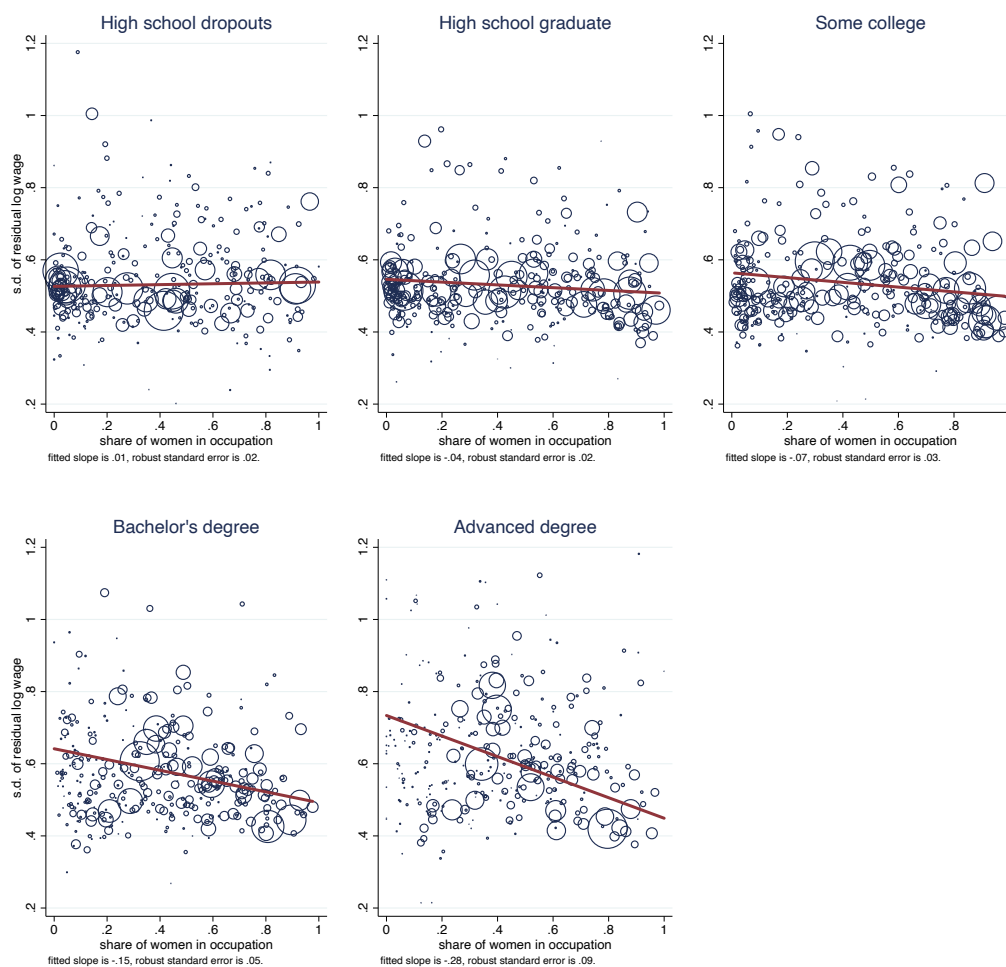 High school dropouts
s.d. of residual log wage
1.2
1
.8
.6
.4
.2
0 .2 .4 .6 .8 1
share of women in occupation
fitted slope is .01, robust standard error is .02.
High school graduate
1.2
1
.8
.6
.4
.2
0 .2 .4 .6 .8 1
share of women in occupation
fitted slope is -.04, robust standard error is .02.
Some college
1.2
1
.8
.6
.4
.2
0 .2 .4 .6 .8
share of women in occupation
fitted slope is -.07, robust standard error is .03.
Bachelor's degree
s.d. of residual log wage
1.2
1
.8
.6
.4
.2
0 .2 .4 .6 .8 1
share of women in occupation
fitted slope is -.15, robust standard error is .05.
Advanced degree
1.2
1
.8
.6
.4
.2
0 .2 .4 .6 .8 1
share of women in occupation
fitted slope is -.28, robust standard error is .09.